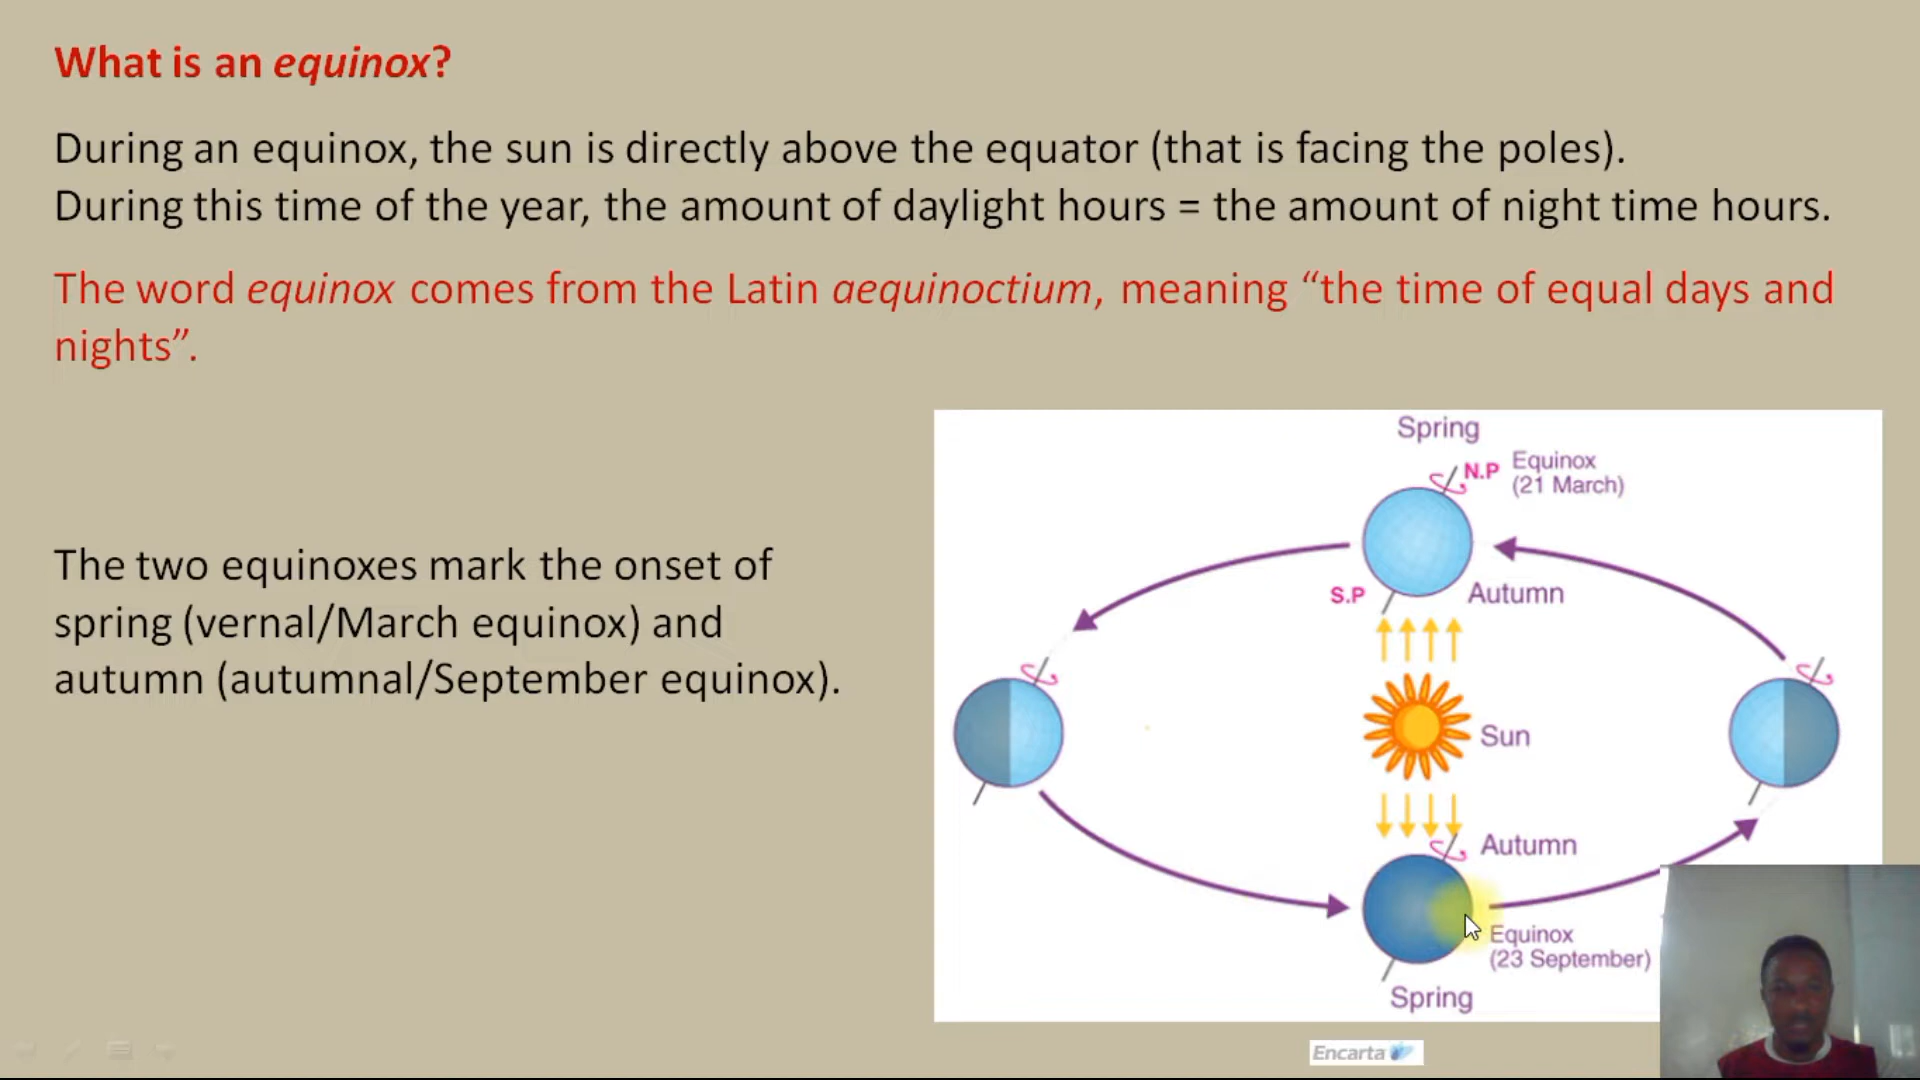 What is an equinox?
During an equinox, the sun is directly above the equator (that is facing the poles).
During this time of the year, the amount of daylight hours = the amount of night time hours.
The word equinox comes from the Latin aequinoctium, meaning “the time of equal days and
nights”.
The two equinoxes mark the onset of
spring (vernal/March equinox) and
autumn (autumnal/September equinox).
Spring
N.P
Equinox
(21 March)
S.P
Autumn
Sun
Autumn
Equinox
(23 September)
Spring
Encarta